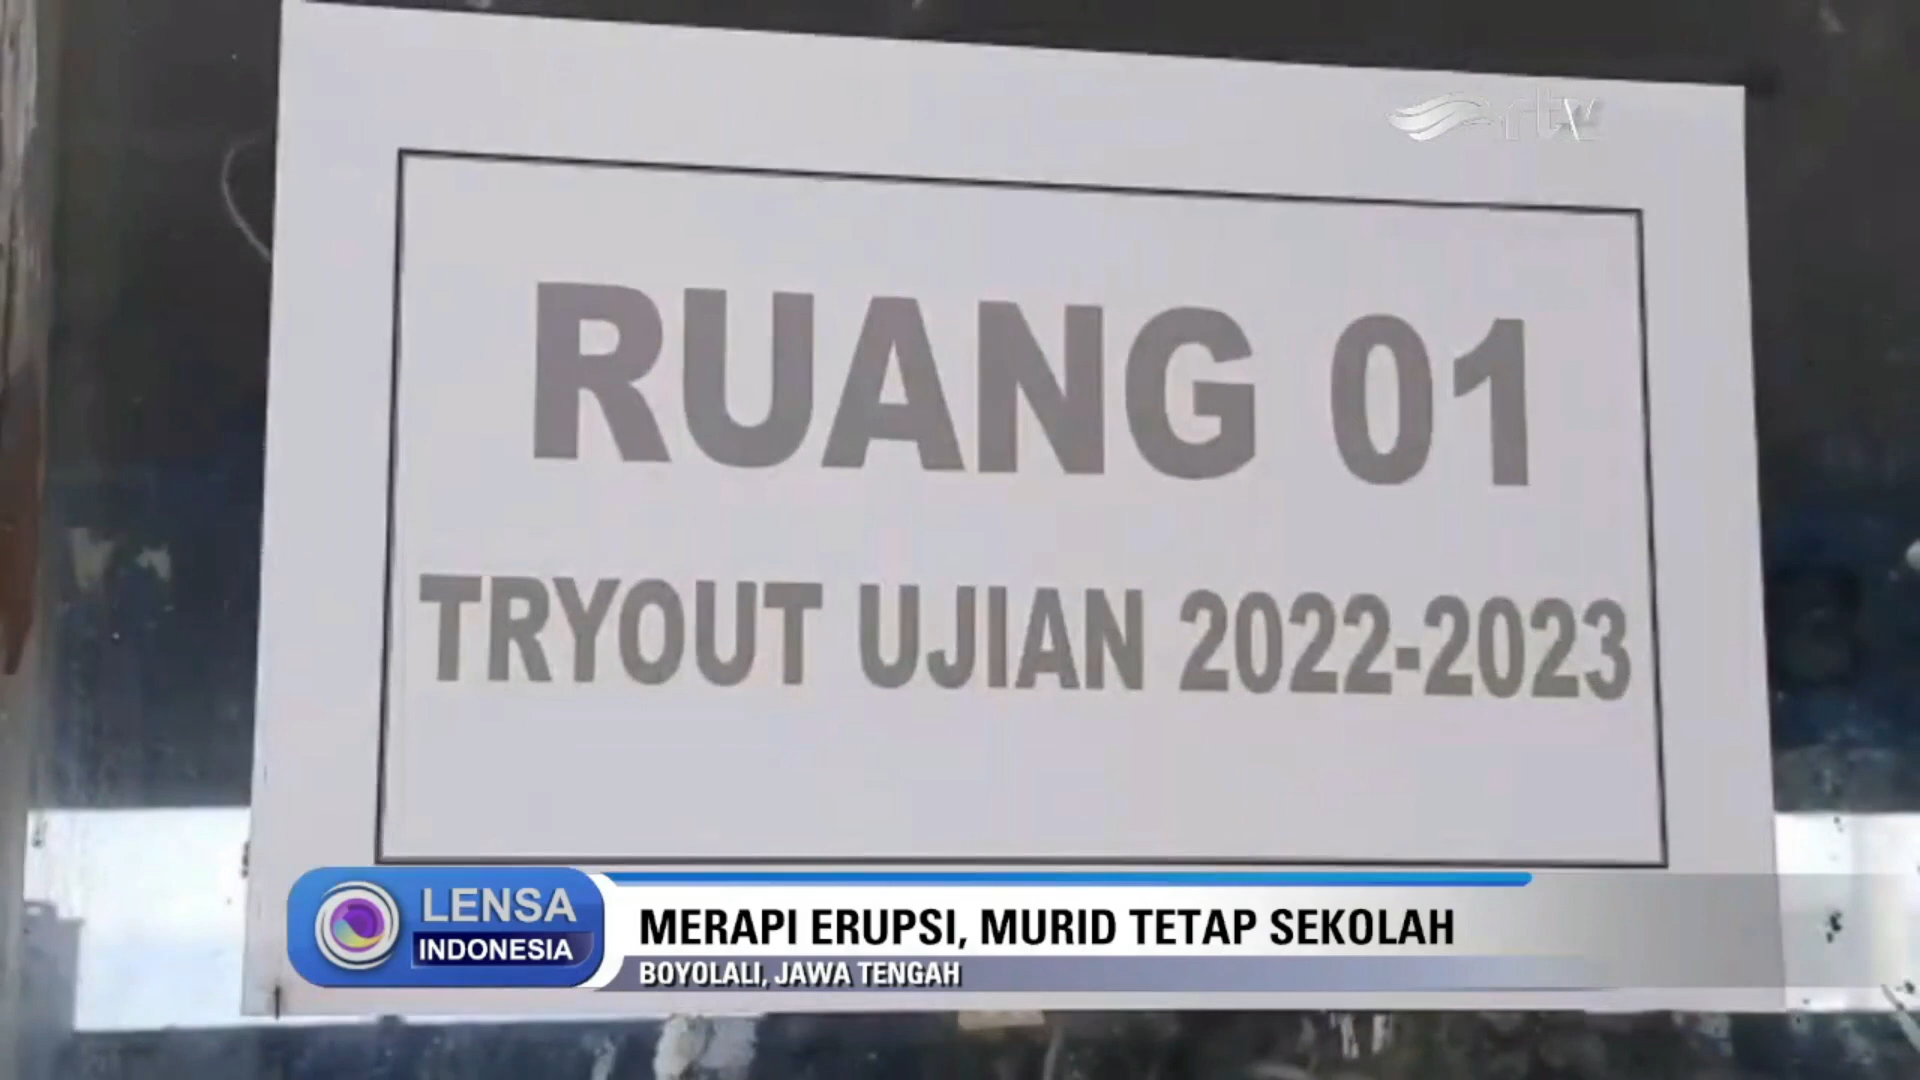 rtv
RUANG 01
TRYOUT UJIAN 2022-2023
LENSA
INDONESIA
MERAPI ERUPSI, MURID TETAP SEKOLAH
BOYOLALI, JAWA TENGAH